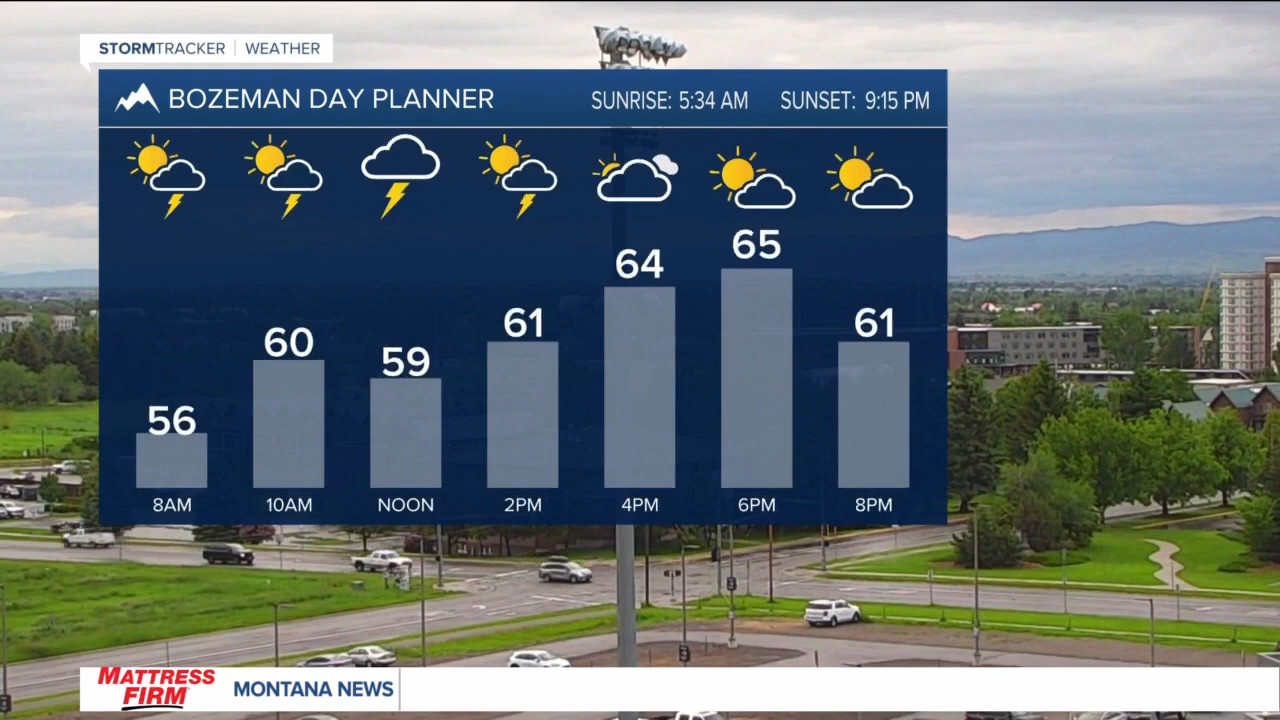 STORMTRACKER | WEATHER
BOZEMAN DAY PLANNER SUNRISE: 5:34 AM SUNSET: 9:15 PM
56 60 59 61 64 65 61
8AM 10AM NOON 2PM 4PM 6PM 8PM
MATTRESS
FIRM
MONTANA NEWS